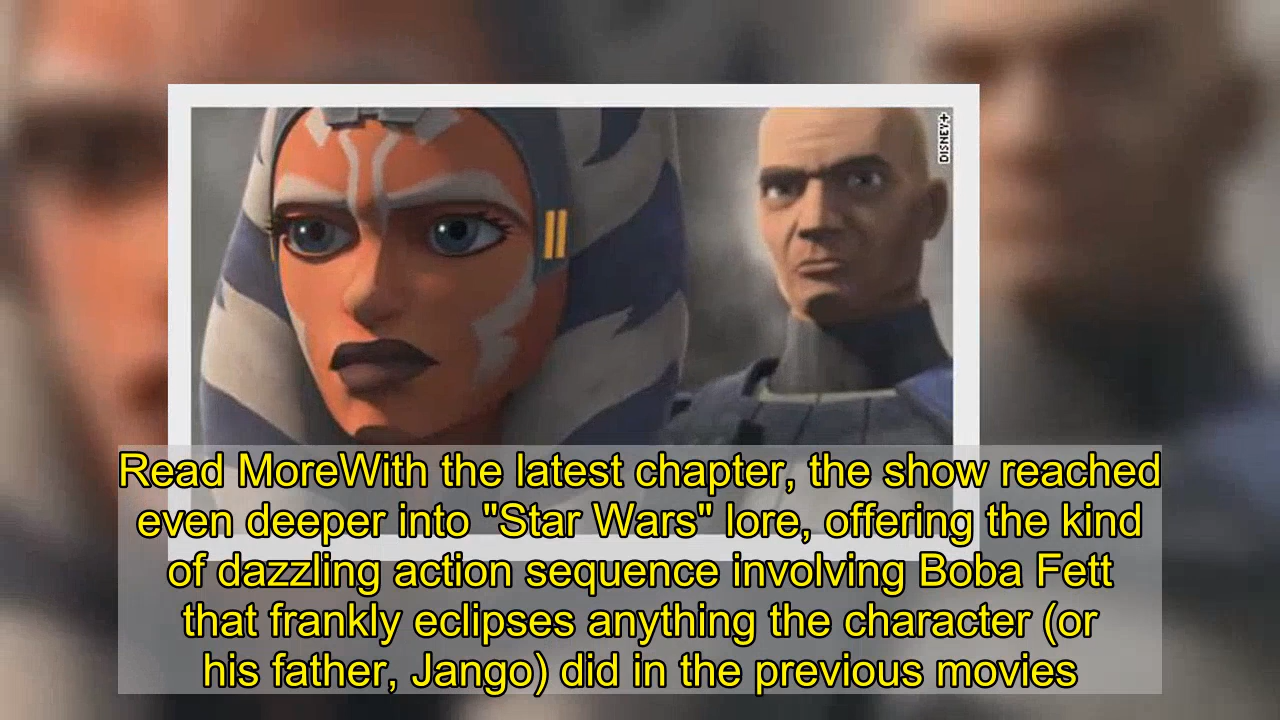 DISNEY+
Read MoreWith the latest chapter, the show reached
even deeper into "Star Wars" lore, offering the kind
of dazzling action sequence involving Boba Fett
that frankly eclipses anything the character (or
his father, Jango) did in the previous movies